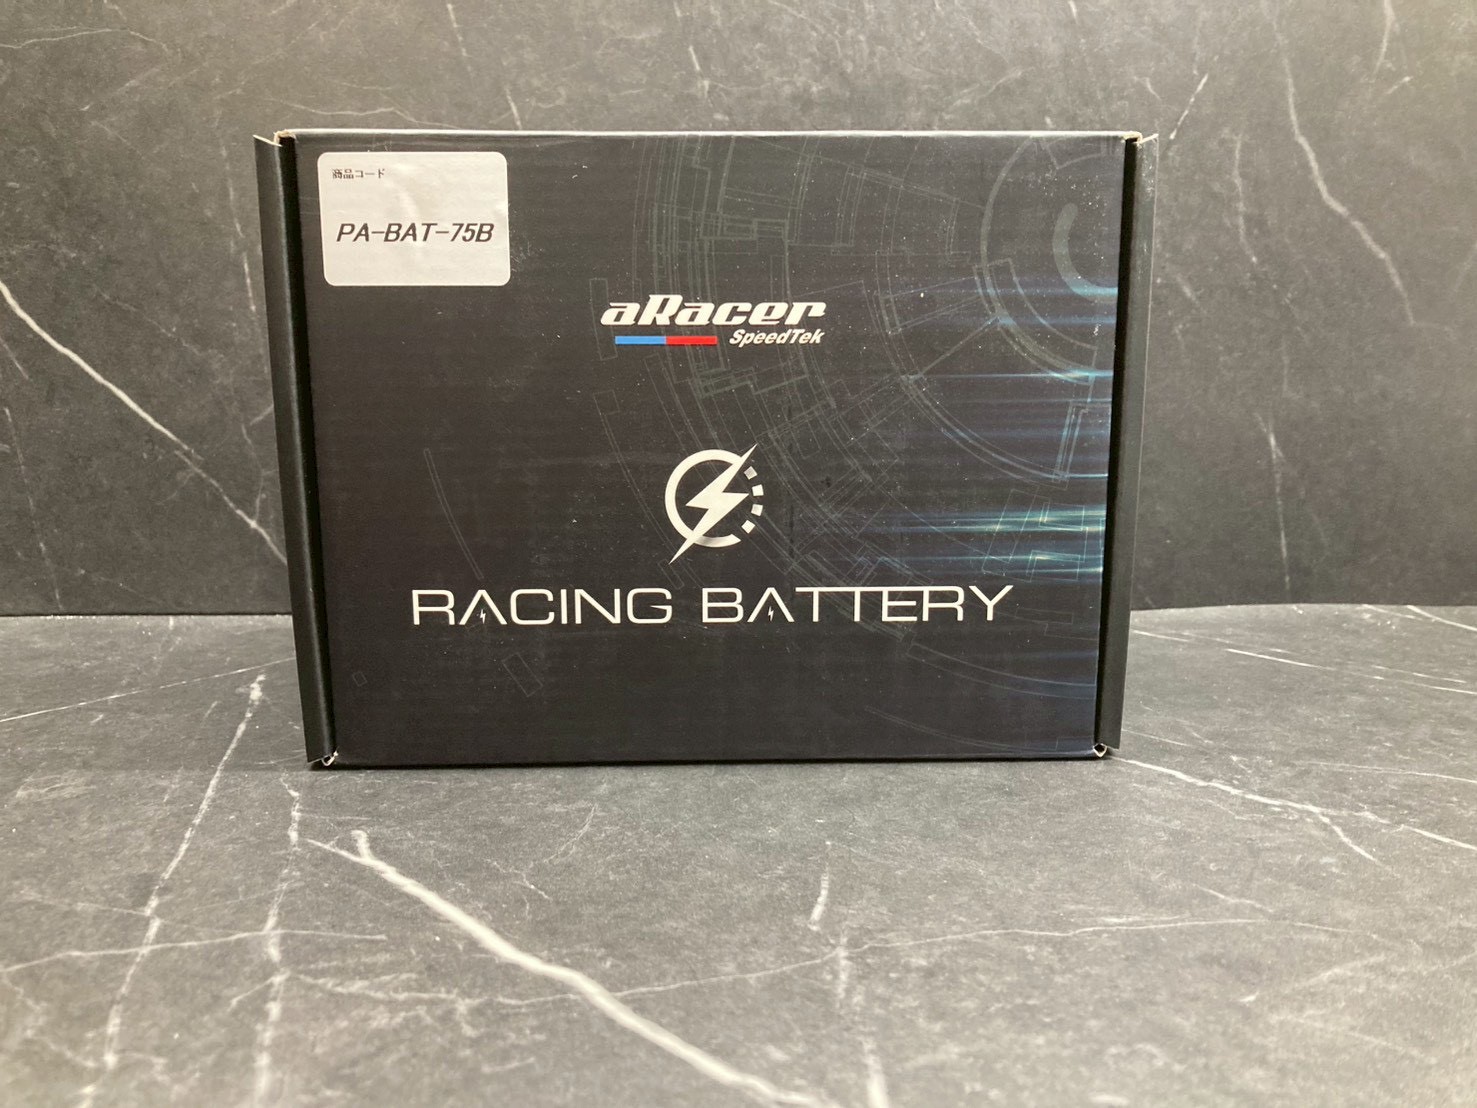 商品コード
PA-BAT-75B
aRacer
SpeedTek
RACING BATTERY